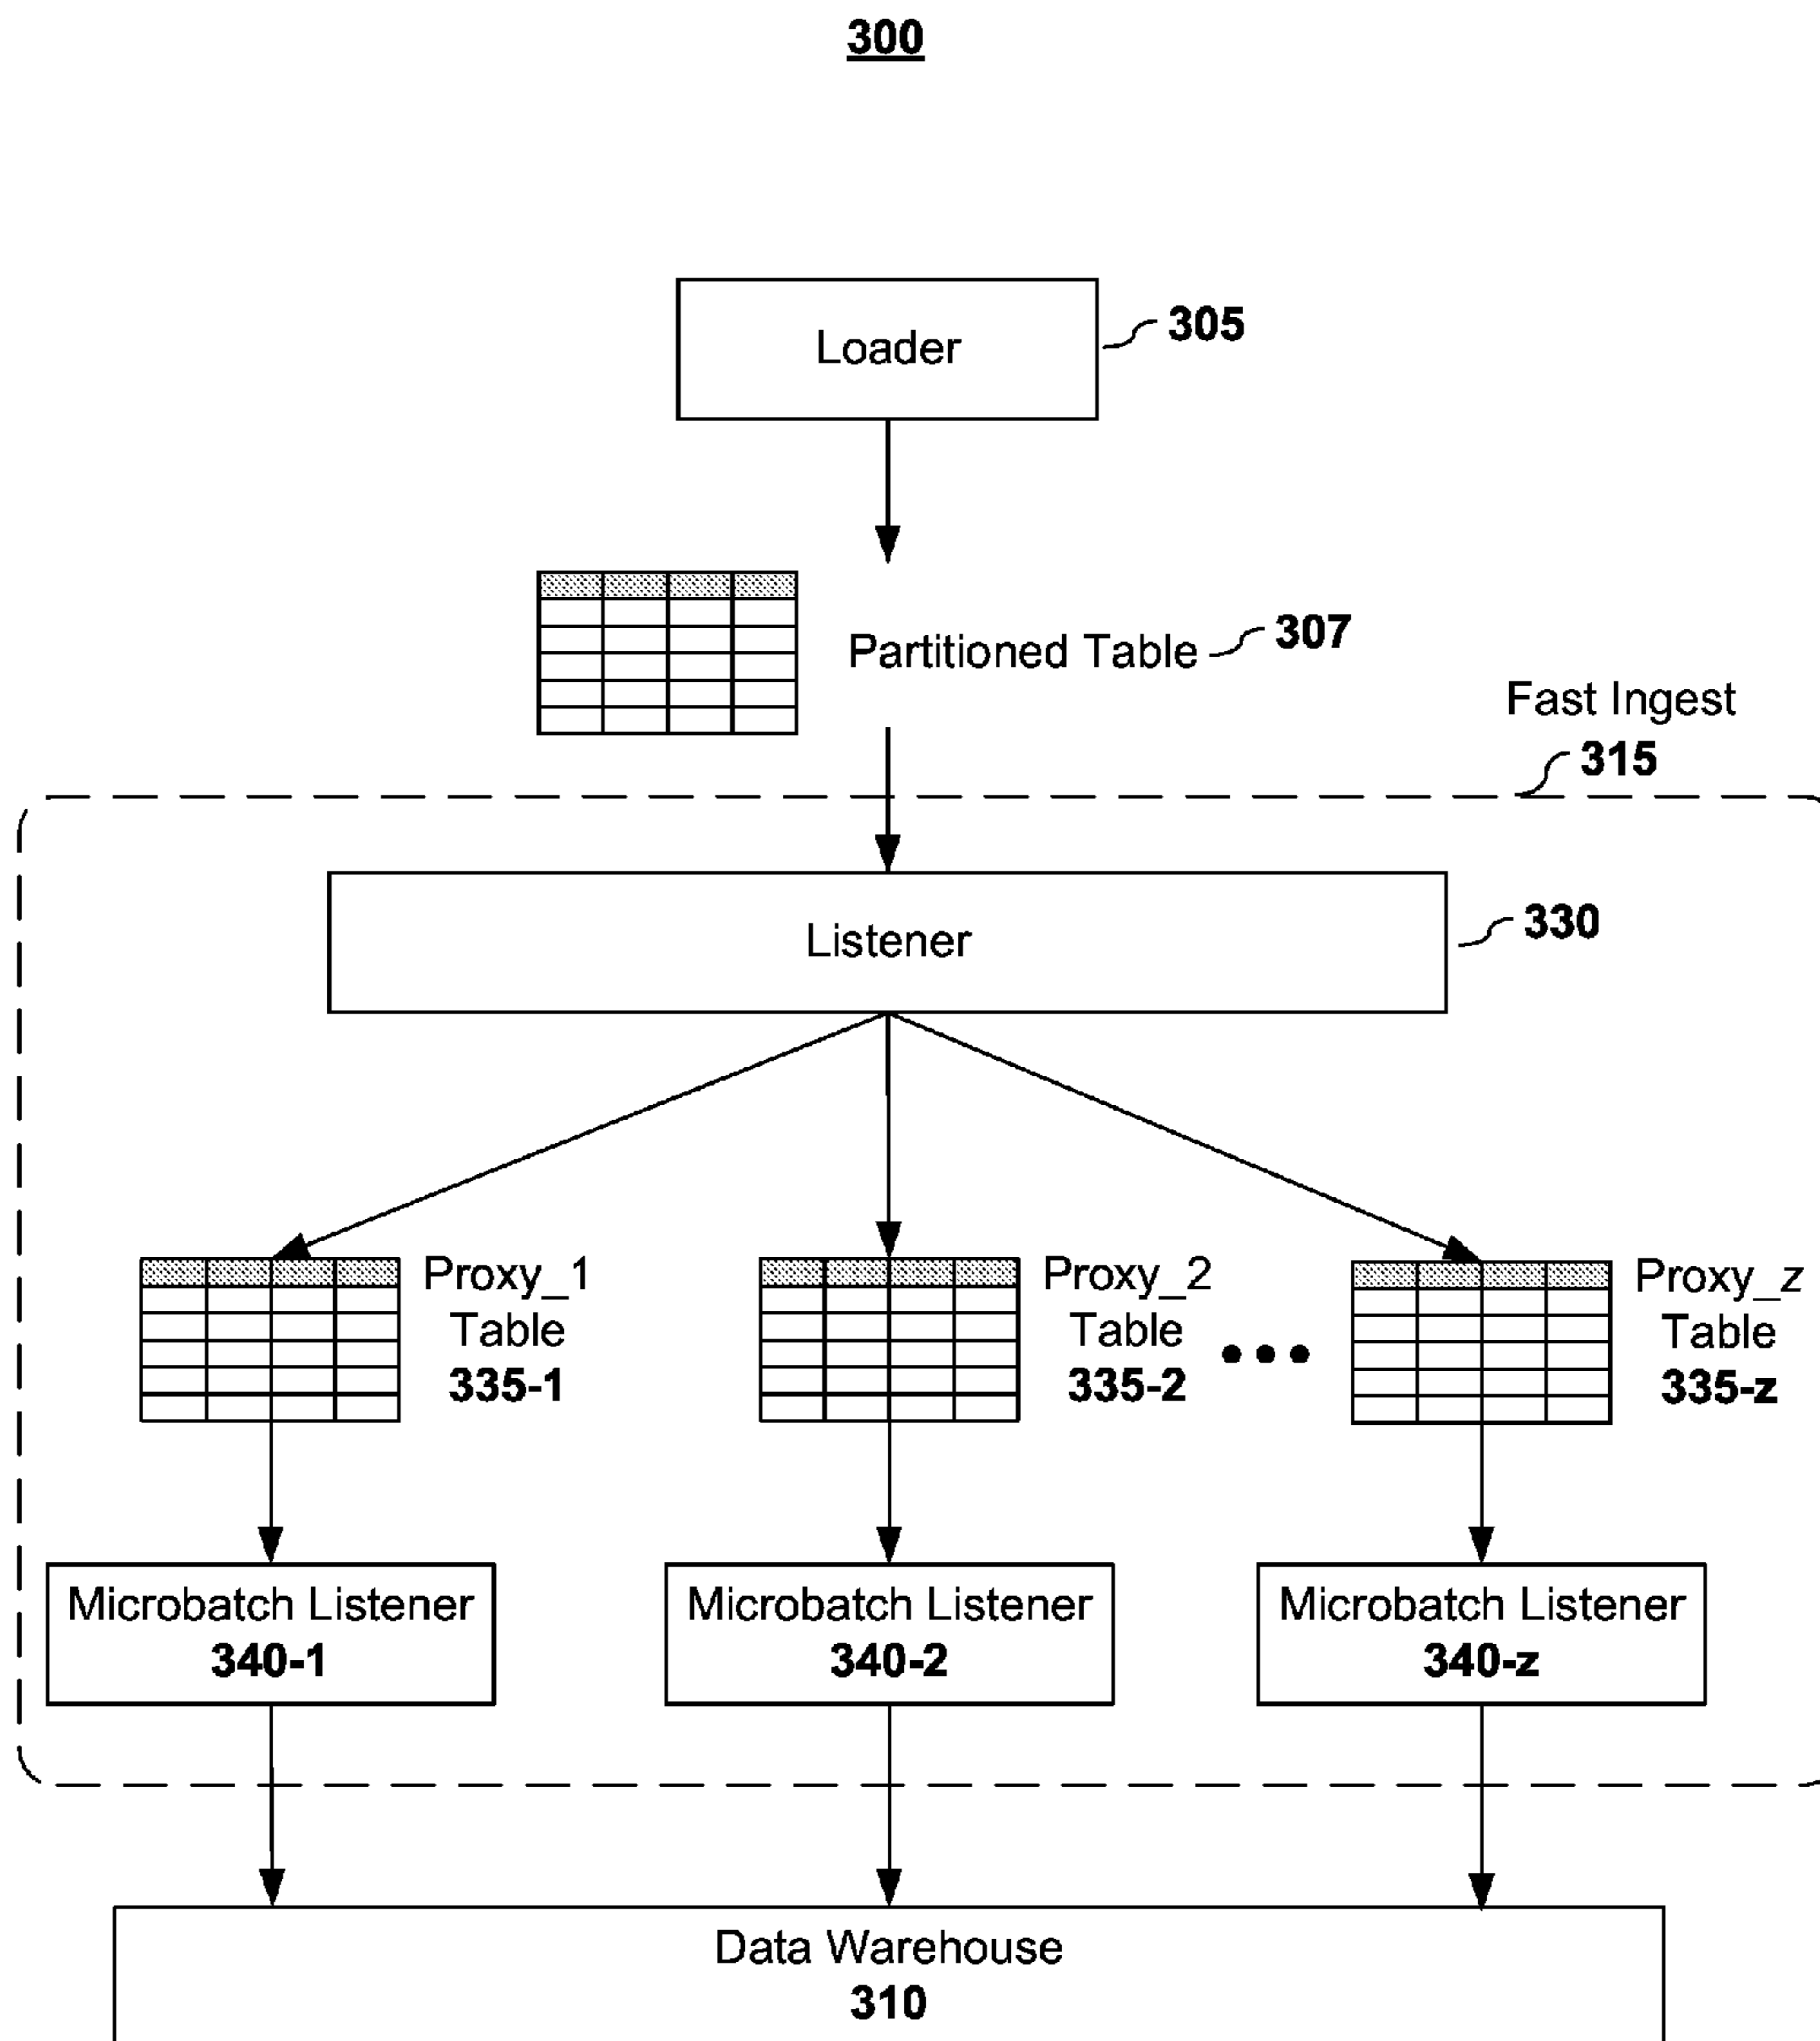 300
Loader
305
Partitioned Table
307
Fast Ingest
315
Listener
330
Proxy_1
Table
335-1
Proxy_2
Table
335-2
Proxy_z
Table
335-z
Microbatch Listener
340-1
Microbatch Listener
340-2
Microbatch Listener
340-z
Data Warehouse
310